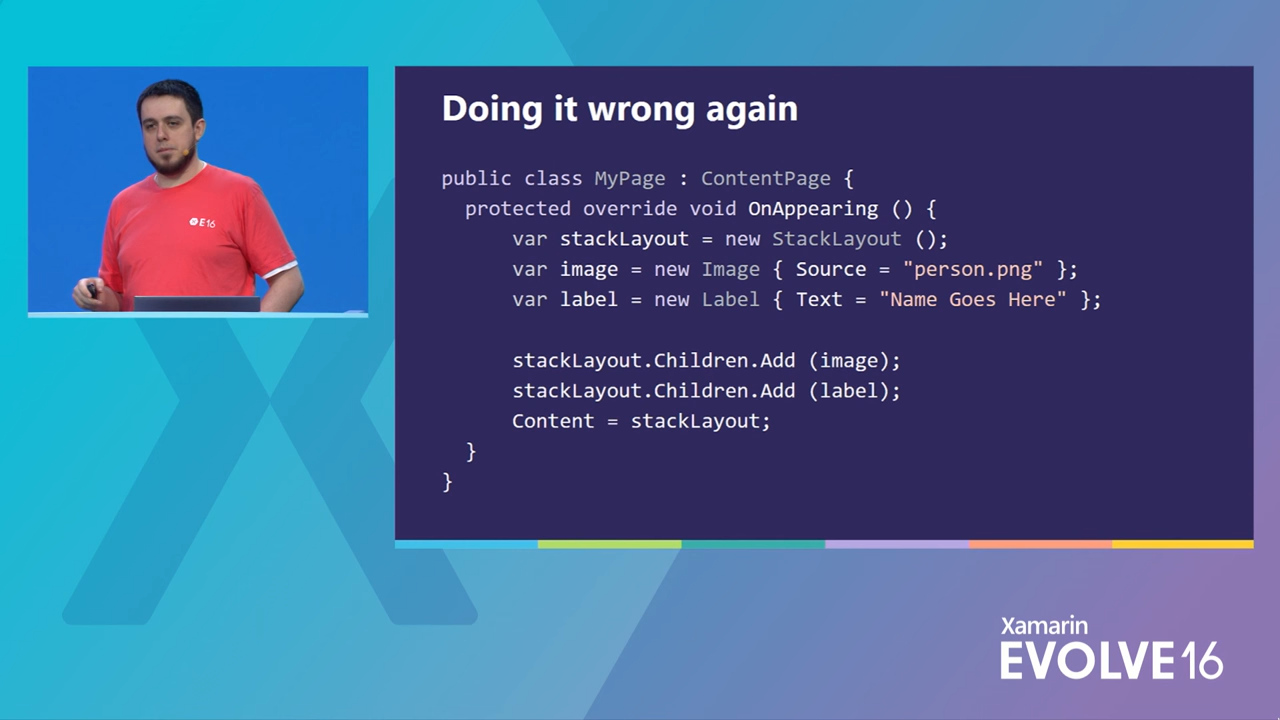 E16
Doing it wrong again
public class MyPage : ContentPage {
protected override void OnAppearing () {
var stackLayout = new StackLayout ();
var image = new Image { Source = "person.png" };
var label = new Label { Text = "Name Goes Here" };
stackLayout.Children.Add (image);
stackLayout.Children.Add (label);
Content = stackLayout;
}
}
Xamarin
EVOLVE16